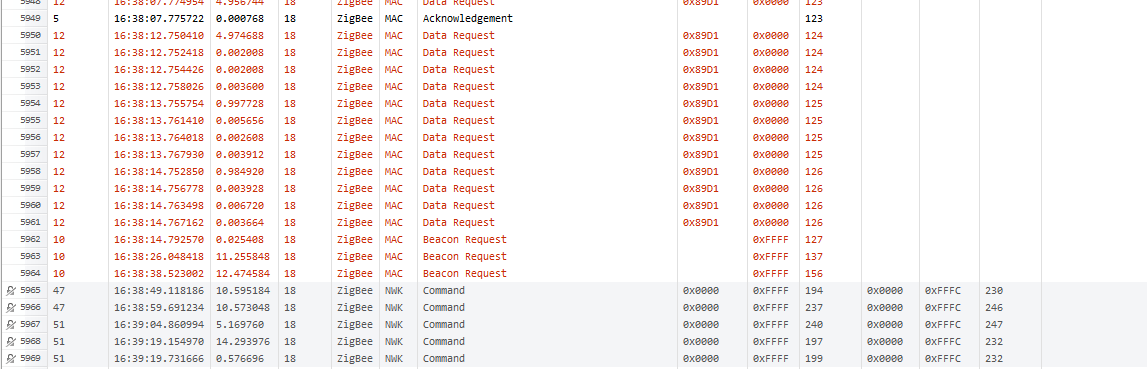 5948 12 16:38:07.774954 4.956744 18 ZigBee MAC Data Request 0x89D1 0x0000 123
5949 5 16:38:07.775722 0.000768 18 ZigBee MAC Acknowledgement 123
5950 12 16:38:12.750410 4.974688 18 ZigBee MAC Data Request 0x89D1 0x0000 124
5951 12 16:38:12.752418 0.002008 18 ZigBee MAC Data Request 0x89D1 0x0000 124
5952 12 16:38:12.754426 0.002008 18 ZigBee MAC Data Request 0x89D1 0x0000 124
5953 12 16:38:12.758026 0.003600 18 ZigBee MAC Data Request 0x89D1 0x0000 124
5954 12 16:38:13.755754 0.997728 18 ZigBee MAC Data Request 0x89D1 0x0000 125
5955 12 16:38:13.761410 0.005656 18 ZigBee MAC Data Request 0x89D1 0x0000 125
5956 12 16:38:13.764018 0.002608 18 ZigBee MAC Data Request 0x89D1 0x0000 125
5957 12 16:38:13.767930 0.003912 18 ZigBee MAC Data Request 0x89D1 0x0000 125
5958 12 16:38:14.752850 0.984920 18 ZigBee MAC Data Request 0x89D1 0x0000 126
5959 12 16:38:14.756778 0.003928 18 ZigBee MAC Data Request 0x89D1 0x0000 126
5960 12 16:38:14.763498 0.006720 18 ZigBee MAC Data Request 0x89D1 0x0000 126
5961 12 16:38:14.767162 0.003664 18 ZigBee MAC Data Request 0x89D1 0x0000 126
5962 10 16:38:14.792570 0.025408 18 ZigBee MAC Beacon Request 0xFFFF 127
5963 10 16:38:26.048418 11.255848 18 ZigBee MAC Beacon Request 0xFFFF 137
5964 10 16:38:38.523002 12.474584 18 ZigBee MAC Beacon Request 0xFFFF 156
5965 47 16:38:49.118186 10.595184 18 ZigBee NWK Command 0x0000 0xFFFF 194 0x0000 0xFFFC 230
5966 47 16:38:59.691234 10.573048 18 ZigBee NWK Command 0x0000 0xFFFF 237 0x0000 0xFFFC 246
5967 51 16:39:04.860994 5.169760 18 ZigBee NWK Command 0x0000 0xFFFF 240 0x0000 0xFFFC 247
5968 51 16:39:19.154970 14.293976 18 ZigBee NWK Command 0x0000 0xFFFF 197 0x0000 0xFFFC 232
5969 51 16:39:19.731666 0.576696 18 ZigBee NWK Command 0x0000 0xFFFF 199 0x0000 0xFFFC 232